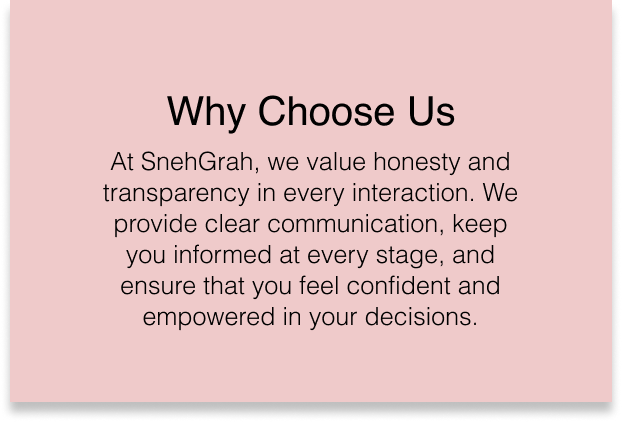 Why Choose Us
At SnehGrah, we value honesty and
transparency in every interaction. We
provide clear communication, keep
you informed at every stage, and
ensure that you feel confident and
empowered in your decisions.